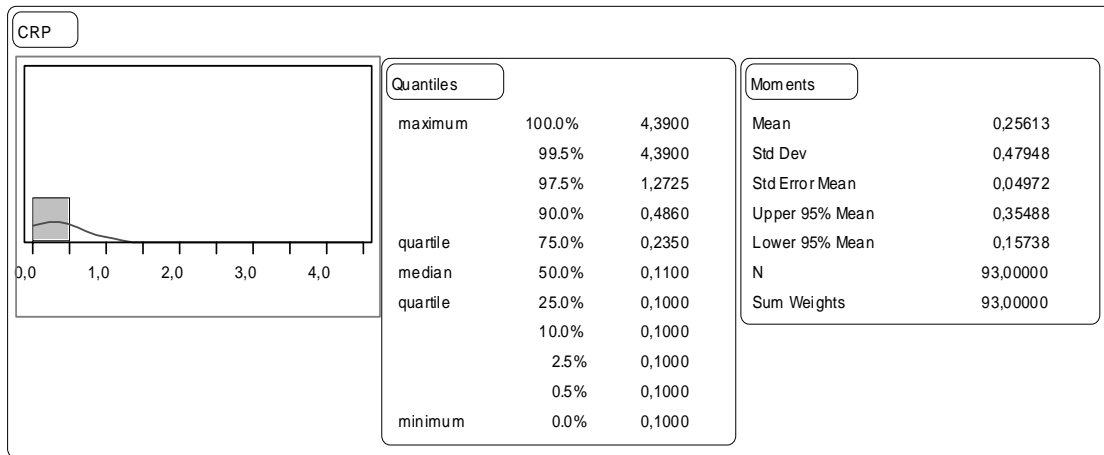 CRP
0,0 1,0 2,0 3,0 4,0
Quantiles
maximum 100.0% 4,3900
99.5% 4,3900
97.5% 1,2725
90.0% 0,4860
quartile 75.0% 0,2350
median 50.0% 0,1100
quartile 25.0% 0,1000
10.0% 0,1000
2.5% 0,1000
0.5% 0,1000
minimum 0.0% 0,1000
Moments
Mean 0,25613
Std Dev 0,47948
Std Error Mean 0,04972
Upper 95% Mean 0,35488
Lower 95% Mean 0,15738
N 93,00000
Sum Weights 93,00000